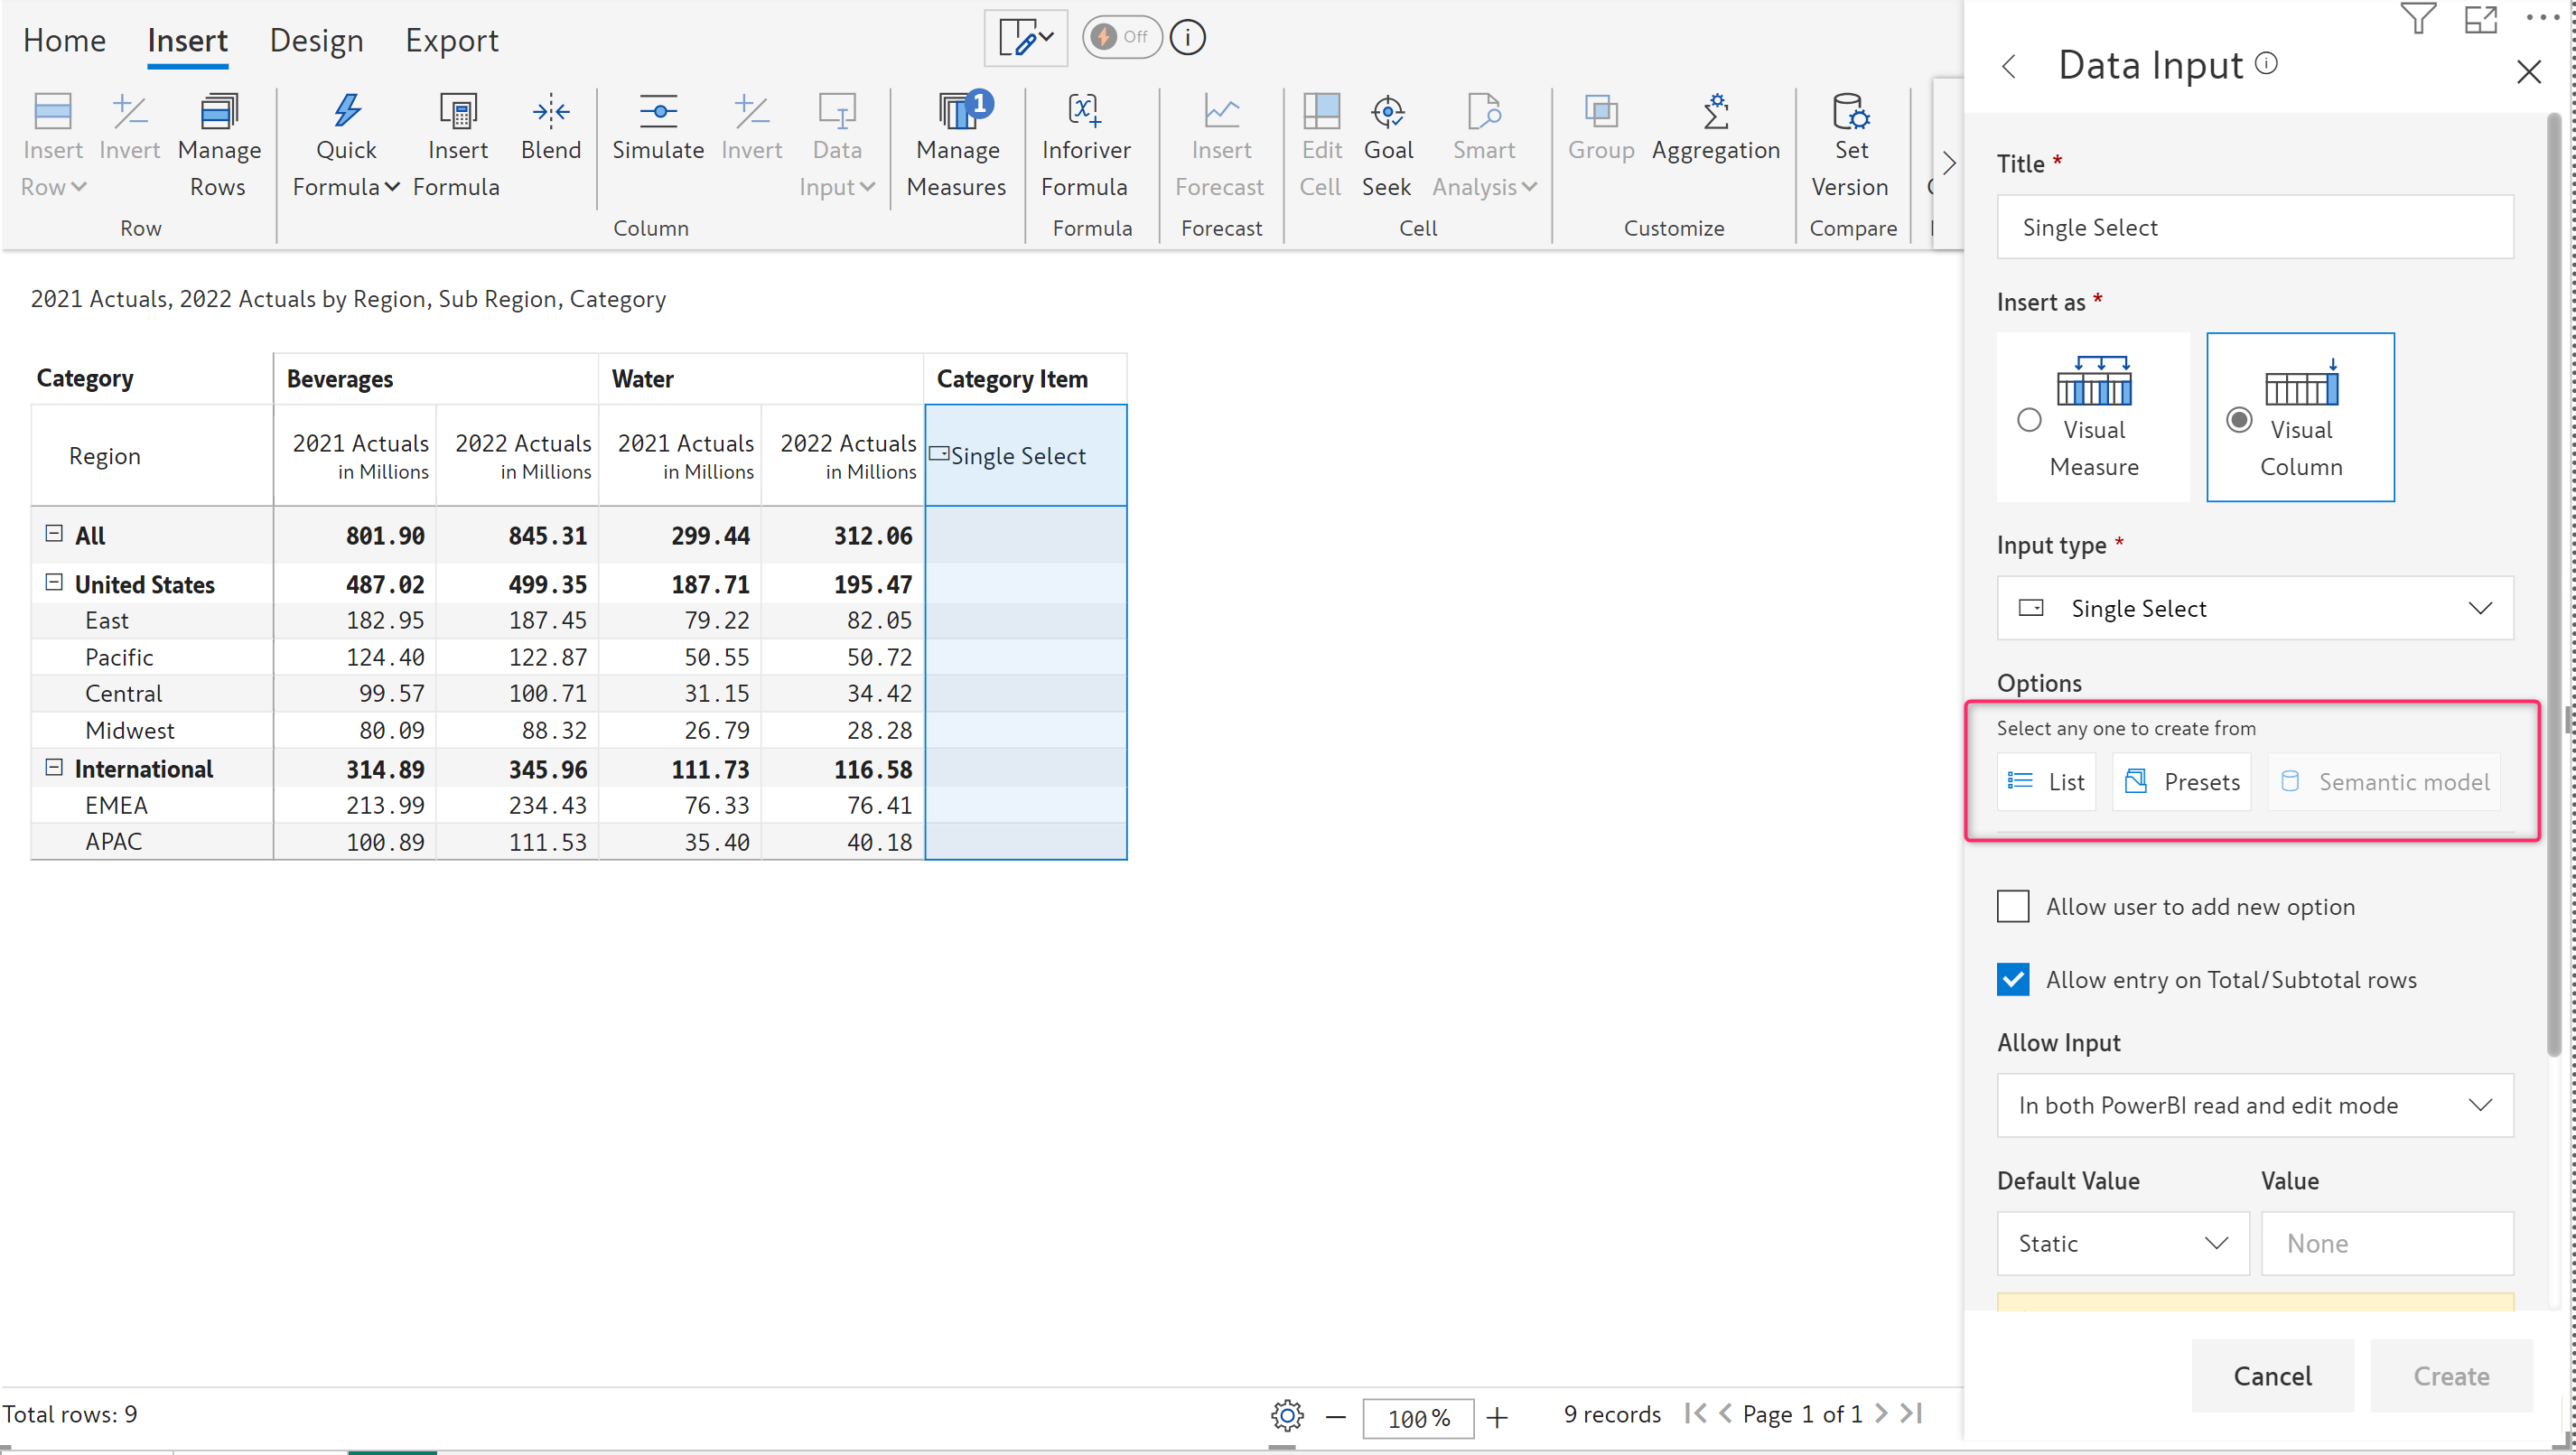 Home Insert Design Export Off
Insert Invert Manage Quick Insert Blend Simulate Invert Data Manage 1 Inforiver Insert Edit Goal Smart Group Aggregation Set
Row Rows Formula Formula Input Measures Formula Forecast Cell Seek Analysis Version
Row Column Formula Forecast Cell Customize Compare
2021 Actuals, 2022 Actuals by Region, Sub Region, Category
Category Beverages Water Category Item
Region 2021 Actuals 2022 Actuals 2021 Actuals 2022 Actuals Single Select
in Millions in Millions in Millions in Millions
All 801.90 845.31 299.44 312.06
United States 487.02 499.35 187.71 195.47
East 182.95 187.45 79.22 82.05
Pacific 124.40 122.87 50.55 50.72
Central 99.57 100.71 31.15 34.42
Midwest 80.09 88.32 26.79 28.28
International 314.89 345.96 111.73 116.58
EMEA 213.99 234.43 76.33 76.41
APAC 100.89 111.53 35.40 40.18
Total rows: 9
100 %
9 records Page 1 of 1
Data Input
Title *
Single Select
Insert as *
Visual Measure
Visual Column
Input type *
Single Select
Options
Select any one to create from
List Presets Semantic model
Allow user to add new option
Allow entry on Total/Subtotal rows
Allow Input
In both PowerBI read and edit mode
Default Value Value
Static None
Cancel Create